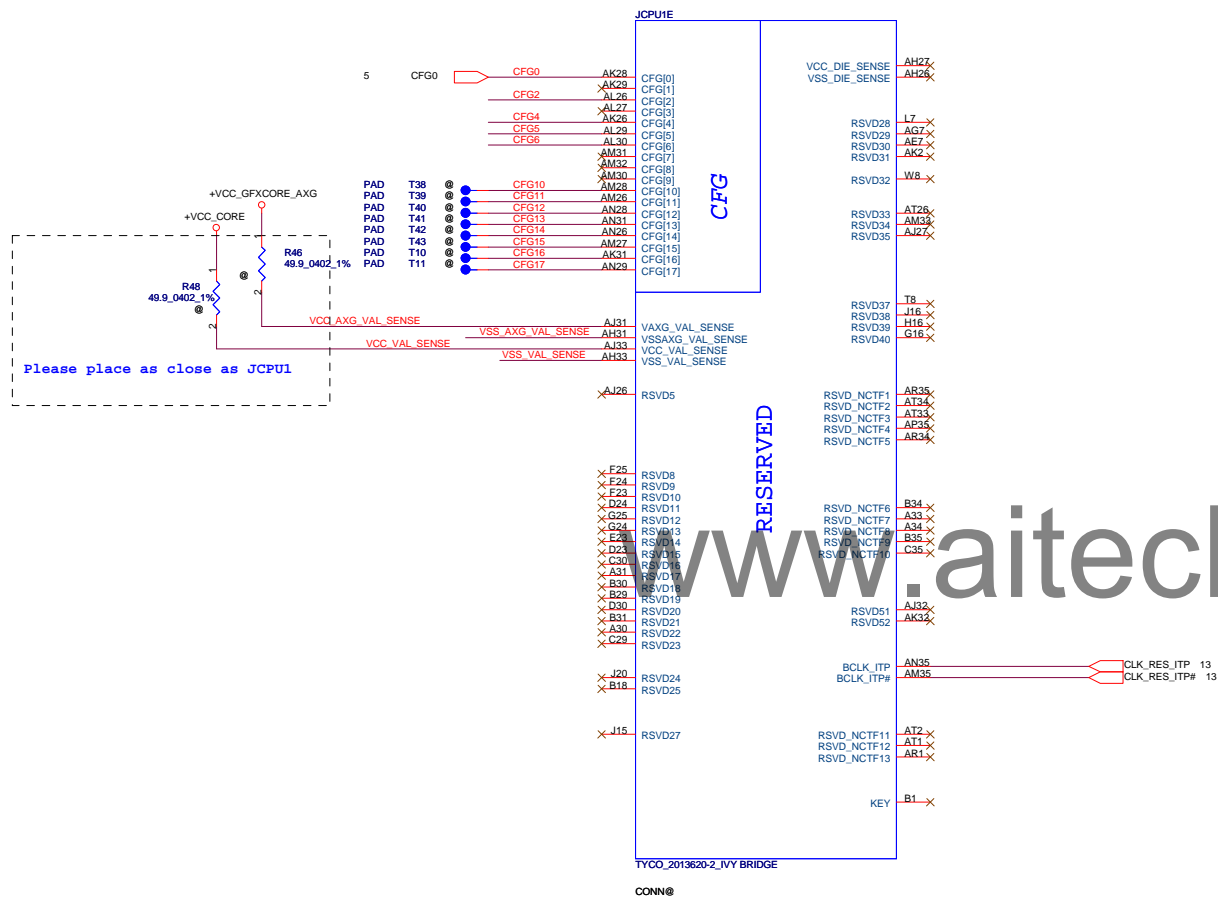 JCPU1E
5 CFG0 CFG0 AK28 CFG[0]
AK29 CFG[1]
CFG2 AL26 CFG[2]
AL27 CFG[3]
CFG4 AK26 CFG[4]
CFG5 AL29 CFG[5]
CFG6 AL30 CFG[6]
AM31 CFG[7]
AM32 CFG[8]
AM30 CFG[9]
PAD T38 @ CFG10 AM28 CFG[10]
PAD T39 @ CFG11 AM26 CFG[11]
PAD T40 @ CFG12 AN28 CFG[12]
PAD T41 @ CFG13 AN31 CFG[13]
PAD T42 @ CFG14 AN26 CFG[14]
PAD T43 @ CFG15 AM27 CFG[15]
PAD T10 @ CFG16 AK31 CFG[16]
PAD T11 @ CFG17 AN29 CFG[17]
CFG
+VCC_GFXCORE_AXG
+VCC_CORE
1
R46
49.9_0402_1%
@
2
1
R48
49.9_0402_1%
@
2
Please place as close as JCPU1
VCC_AXG_VAL_SENSE AJ31 VAXG_VAL_SENSE
VSS_AXG_VAL_SENSE AH31 VSSAXG_VAL_SENSE
VCC_VAL_SENSE AJ33 VCC_VAL_SENSE
VSS_VAL_SENSE AH33 VSS_VAL_SENSE
AJ26 RSVD5
F25 RSVD8
F24 RSVD9
F23 RSVD10
D24 RSVD11
G25 RSVD12
G24 RSVD13
E23 RSVD14
D23 RSVD15
C30 RSVD16
A31 RSVD17
B30 RSVD18
B29 RSVD19
D30 RSVD20
B31 RSVD21
A30 RSVD22
C29 RSVD23
J20 RSVD24
B18 RSVD25
J15 RSVD27
RESERVED
VCC_DIE_SENSE AH27
VSS_DIE_SENSE AH26
RSVD28 L7
RSVD29 AG7
RSVD30 AE7
RSVD31 AK2
RSVD32 W8
RSVD33 AT26
RSVD34 AM33
RSVD35 AJ27
RSVD37 T8
RSVD38 J16
RSVD39 H16
RSVD40 G16
RSVD_NCTF1 AR35
RSVD_NCTF2 AT34
RSVD_NCTF3 AT33
RSVD_NCTF4 AP35
RSVD_NCTF5 AR34
RSVD_NCTF6 B34
RSVD_NCTF7 A33
RSVD_NCTF8 A34
RSVD_NCTF9 B35
RSVD_NCTF10 C35
www.aitech
RSVD51 AJ32
RSVD52 AK32
BCLK_ITP AN35 CLK_RES_ITP 13
BCLK_ITP# AM35 CLK_RES_ITP# 13
RSVD_NCTF11 AT2
RSVD_NCTF12 AT1
RSVD_NCTF13 AR1
KEY B1
TYCO_2013620-2_IVY BRIDGE
CONN@